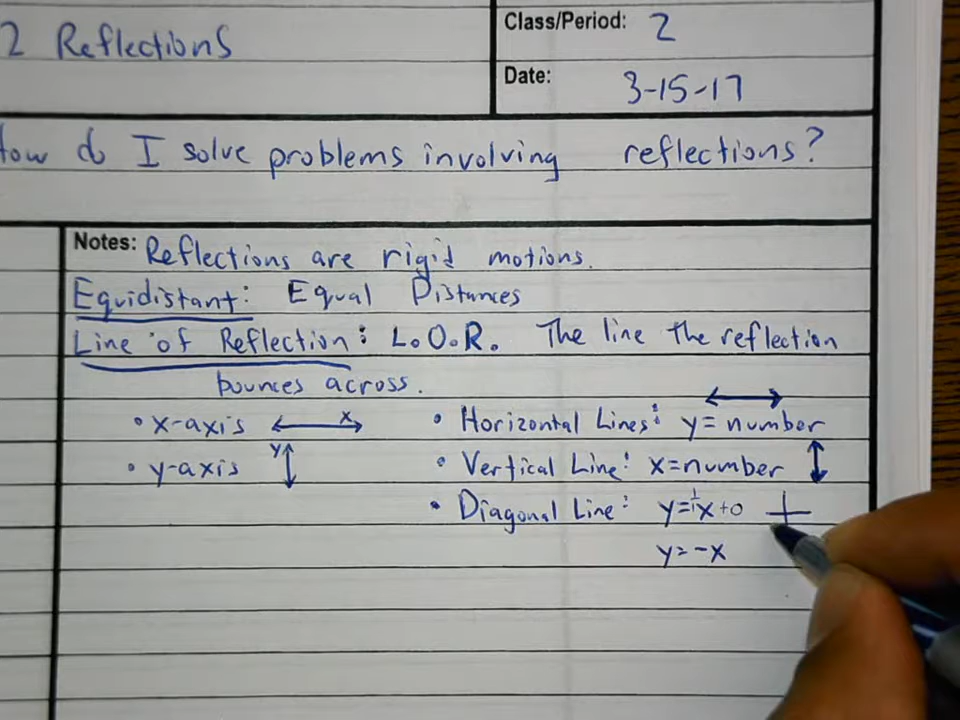 2 Reflections
Class/Period: 2
Date: 3-15-17
How do I solve problems involving reflections?
Notes: Reflections are rigid motions.
Equidistant: Equal Distances
Line of Reflection: L.O.R. The line the reflection
bounces across.
• x-axis x
• y-axis y
• Horizontal Lines: y= number
• Vertical Line: x=number
• Diagonal Line: y=1/1x+0
y=-x